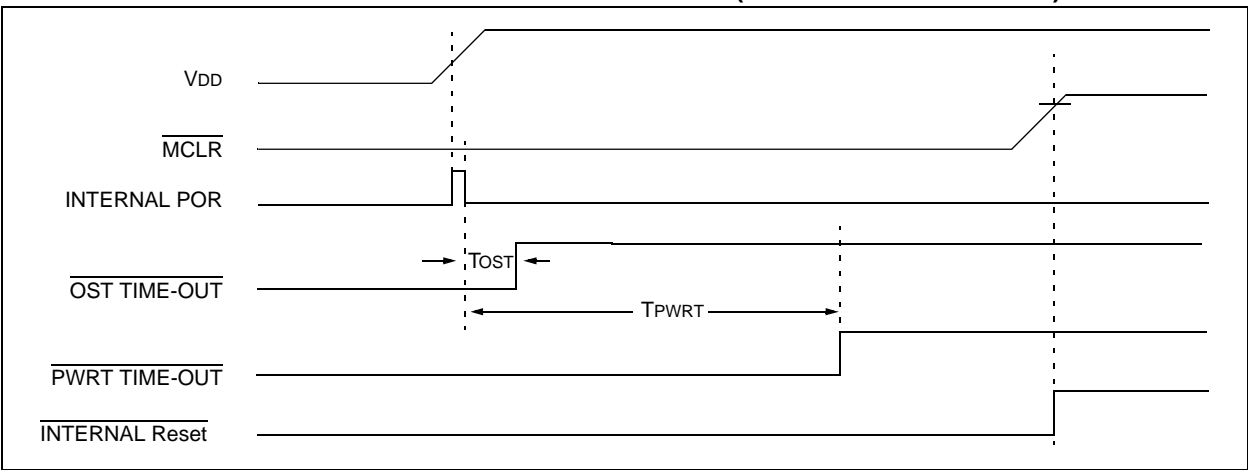 VDD
MCLR
INTERNAL POR
TOST
OST TIME-OUT
TPWRT
PWRT TIME-OUT
INTERNAL Reset